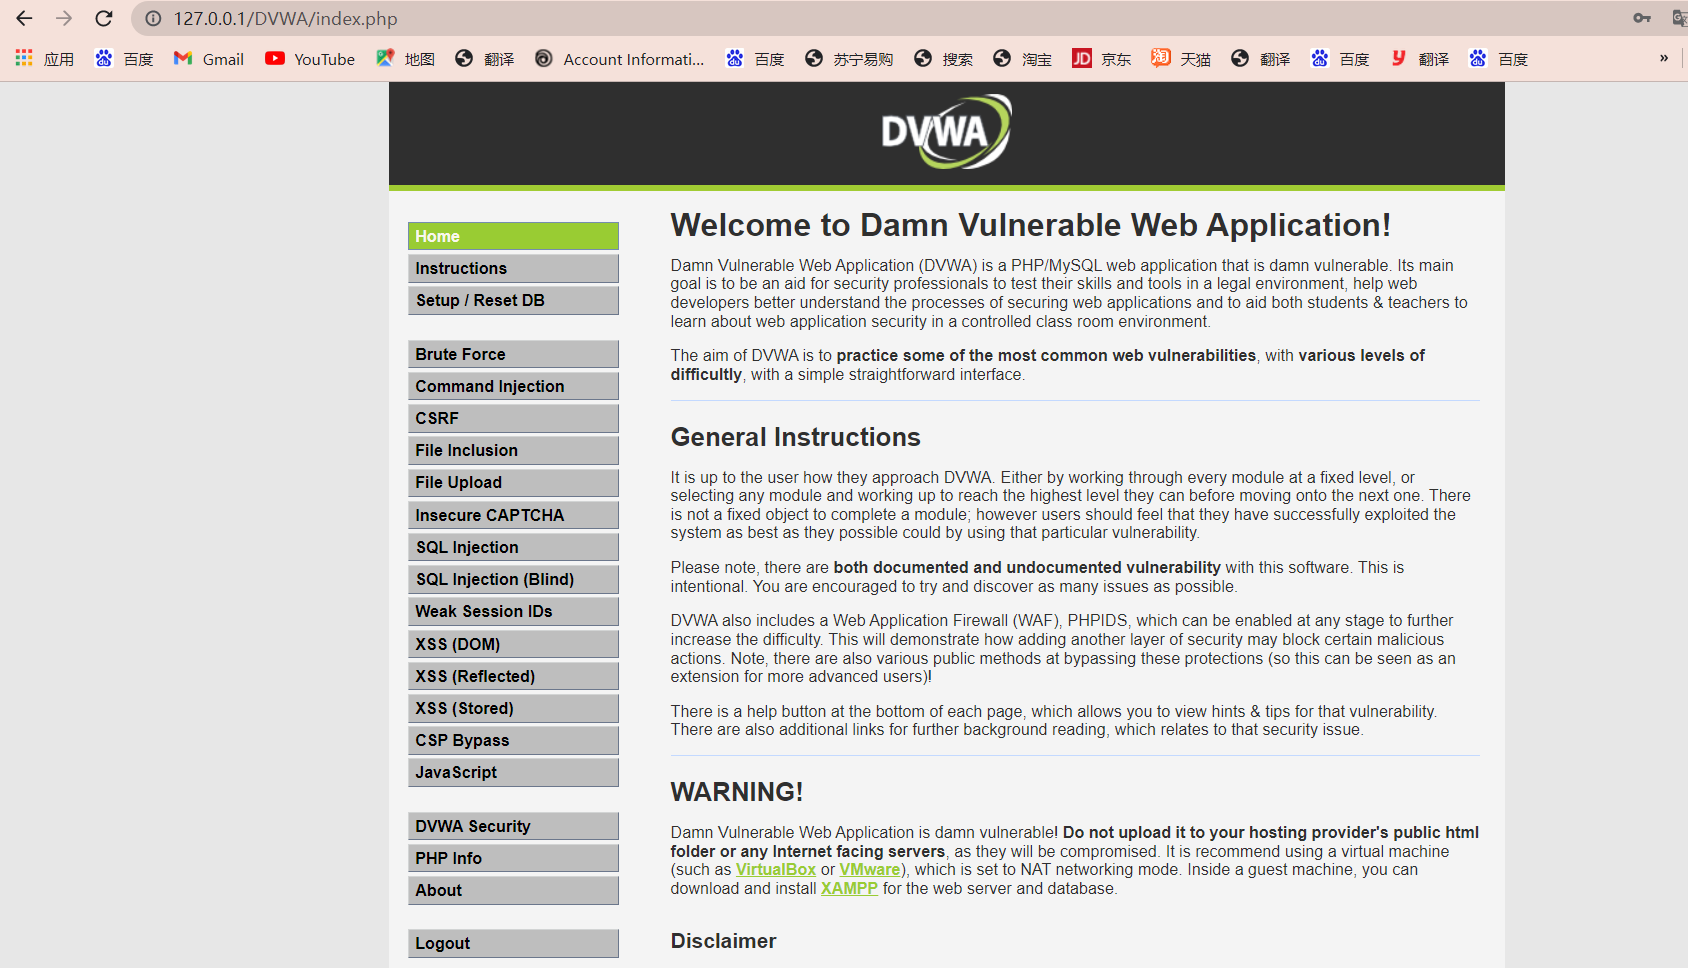 127.0.0.1/DVWA/index.php
应用 百度 Gmail YouTube 地图 翻译 Account Informati... 百度 苏宁易购 搜索 淘宝 JD 京东 淘 天猫 翻译 百度 y 翻译 百度 »
DVWA
Home
Instructions
Setup / Reset DB
Brute Force
Command Injection
CSRF
File Inclusion
File Upload
Insecure CAPTCHA
SQL Injection
SQL Injection (Blind)
Weak Session IDs
XSS (DOM)
XSS (Reflected)
XSS (Stored)
CSP Bypass
JavaScript
DVWA Security
PHP Info
About
Logout
Welcome to Damn Vulnerable Web Application!
Damn Vulnerable Web Application (DVWA) is a PHP/MySQL web application that is damn vulnerable. Its main
goal is to be an aid for security professionals to test their skills and tools in a legal environment, help web
developers better understand the processes of securing web applications and to aid both students & teachers to
learn about web application security in a controlled class room environment.
The aim of DVWA is to practice some of the most common web vulnerabilities, with various levels of
difficultly, with a simple straightforward interface.
General Instructions
It is up to the user how they approach DVWA. Either by working through every module at a fixed level, or
selecting any module and working up to reach the highest level they can before moving onto the next one. There
is not a fixed object to complete a module; however users should feel that they have successfully exploited the
system as best as they possible could by using that particular vulnerability.
Please note, there are both documented and undocumented vulnerability with this software. This is
intentional. You are encouraged to try and discover as many issues as possible.
DVWA also includes a Web Application Firewall (WAF), PHPIDS, which can be enabled at any stage to further
increase the difficulty. This will demonstrate how adding another layer of security may block certain malicious
actions. Note, there are also various public methods at bypassing these protections (so this can be seen as an
extension for more advanced users)!
There is a help button at the bottom of each page, which allows you to view hints & tips for that vulnerability.
There are also additional links for further background reading, which relates to that security issue.
WARNING!
Damn Vulnerable Web Application is damn vulnerable! Do not upload it to your hosting provider's public html
folder or any Internet facing servers, as they will be compromised. It is recommend using a virtual machine
(such as VirtualBox or VMware), which is set to NAT networking mode. Inside a guest machine, you can
download and install XAMPP for the web server and database.
Disclaimer